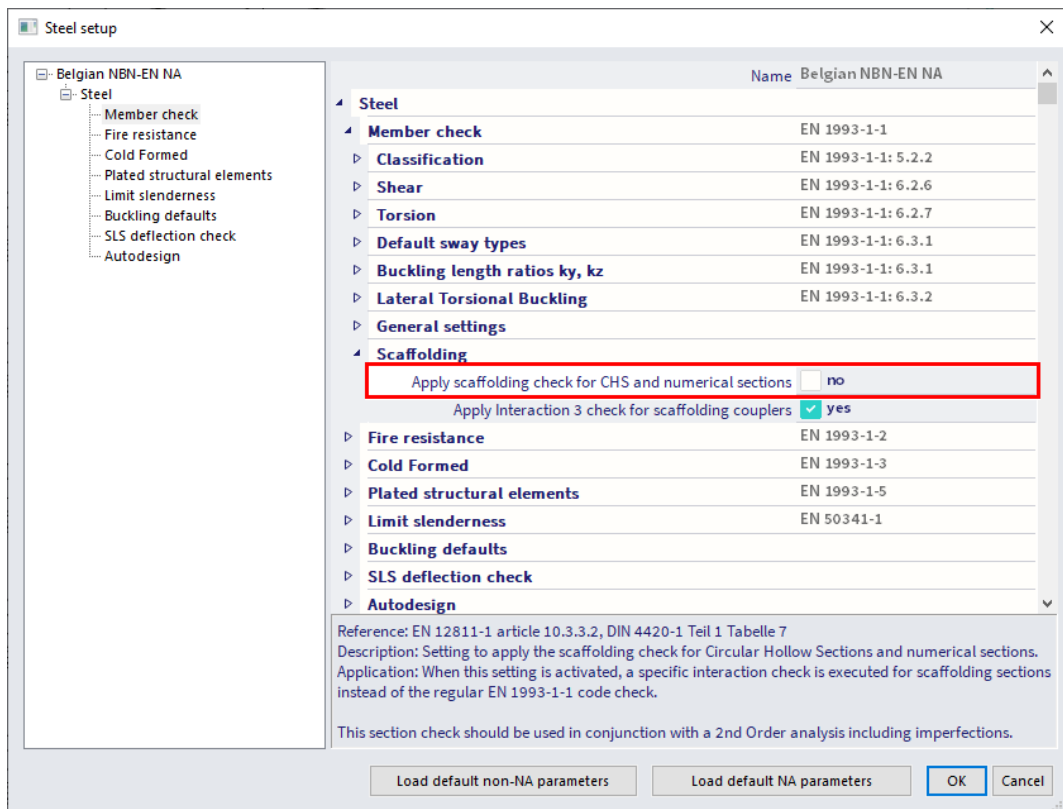 Steel setup
Belgian NBN-EN NA
Steel
Member check
Fire resistance
Cold Formed
Plated structural elements
Limit slenderness
Buckling defaults
SLS deflection check
Autodesign
Name Belgian NBN-EN NA
Steel
Member check EN 1993-1-1
Classification EN 1993-1-1: 5.2.2
Shear EN 1993-1-1: 6.2.6
Torsion EN 1993-1-1: 6.2.7
Default sway types EN 1993-1-1: 6.3.1
Buckling length ratios ky, kz EN 1993-1-1: 6.3.1
Lateral Torsional Buckling EN 1993-1-1: 6.3.2
General settings
Scaffolding
Apply scaffolding check for CHS and numerical sections no
Apply Interaction 3 check for scaffolding couplers yes
Fire resistance EN 1993-1-2
Cold Formed EN 1993-1-3
Plated structural elements EN 1993-1-5
Limit slenderness EN 50341-1
Buckling defaults
SLS deflection check
Autodesign
Reference: EN 12811-1 article 10.3.3.2, DIN 4420-1 Teil 1 Tabelle 7
Description: Setting to apply the scaffolding check for Circular Hollow Sections and numerical sections.
Application: When this setting is activated, a specific interaction check is executed for scaffolding sections
instead of the regular EN 1993-1-1 code check.
This section check should be used in conjunction with a 2nd Order analysis including imperfections.
Load default non-NA parameters Load default NA parameters OK Cancel